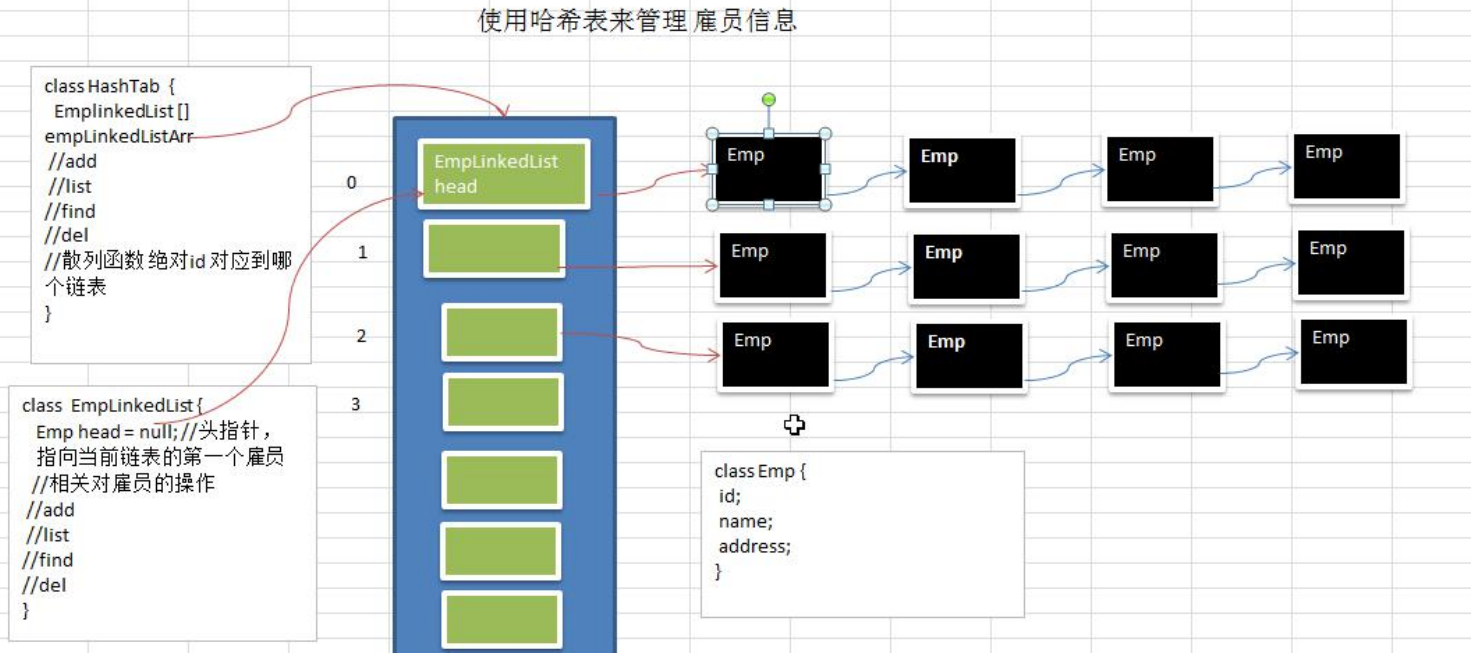 使用哈希表来管理 雇员信息
class HashTab {
EmplinkedList []
empLinkedListArr
//add
//list
//find
//del
//散列函数 绝对id 对应到哪
个链表
}
class EmpLinkedList {
Emp head = null; //头指针，
指向当前链表的第一个雇员
//相关对雇员的操作
//add
//list
//find
//del
}
EmpLinkedList
head
0
1
2
3
Emp
Emp
Emp
Emp
Emp
Emp
Emp
Emp
Emp
Emp
Emp
Emp
class Emp {
id;
name;
address;
}